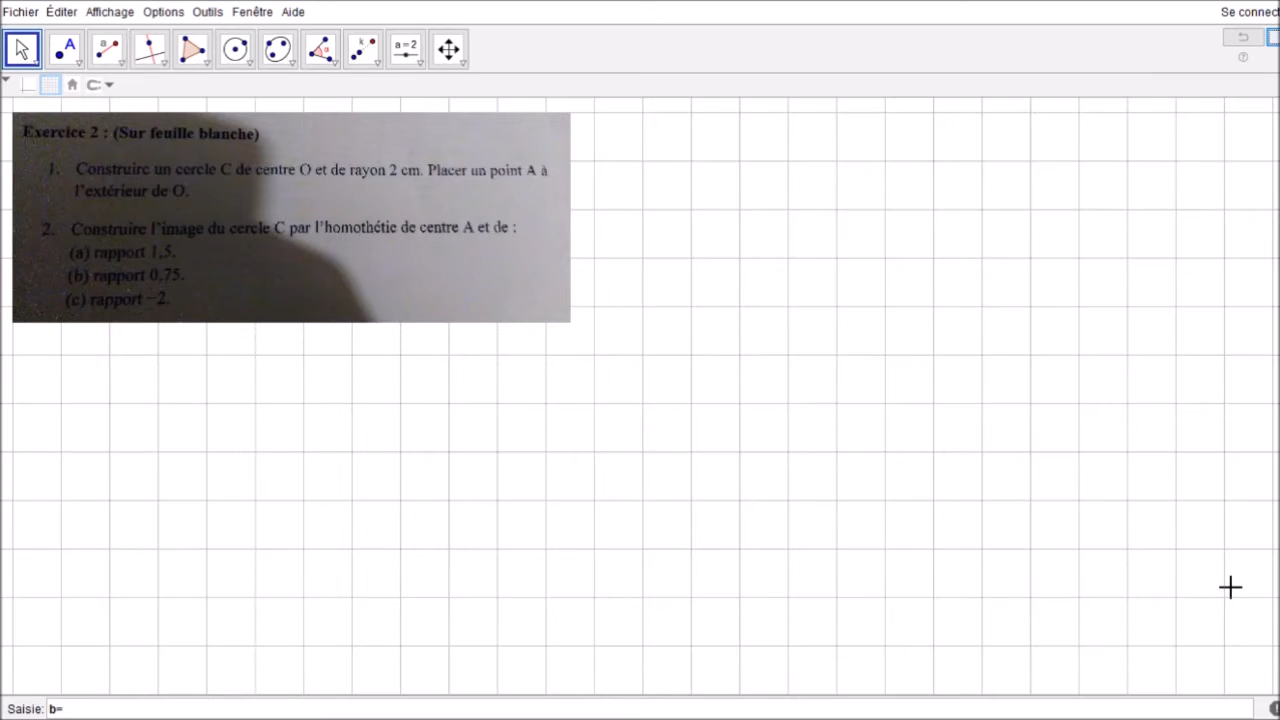 Fichier Éditer Affichage Options Outils Fenêtre Aide
Se connect
A
a
α
k
a=2
Exercice 2 : (Sur feuille blanche)
1. Construire un cercle C de centre O et de rayon 2 cm. Placer un point A à
l'extérieur de O.
2. Construire l'image du cercle C par l'homothétie de centre A et de :
(a) rapport 1,5.
(b) rapport 0,75.
(c) rapport −2.
Saisie: b=